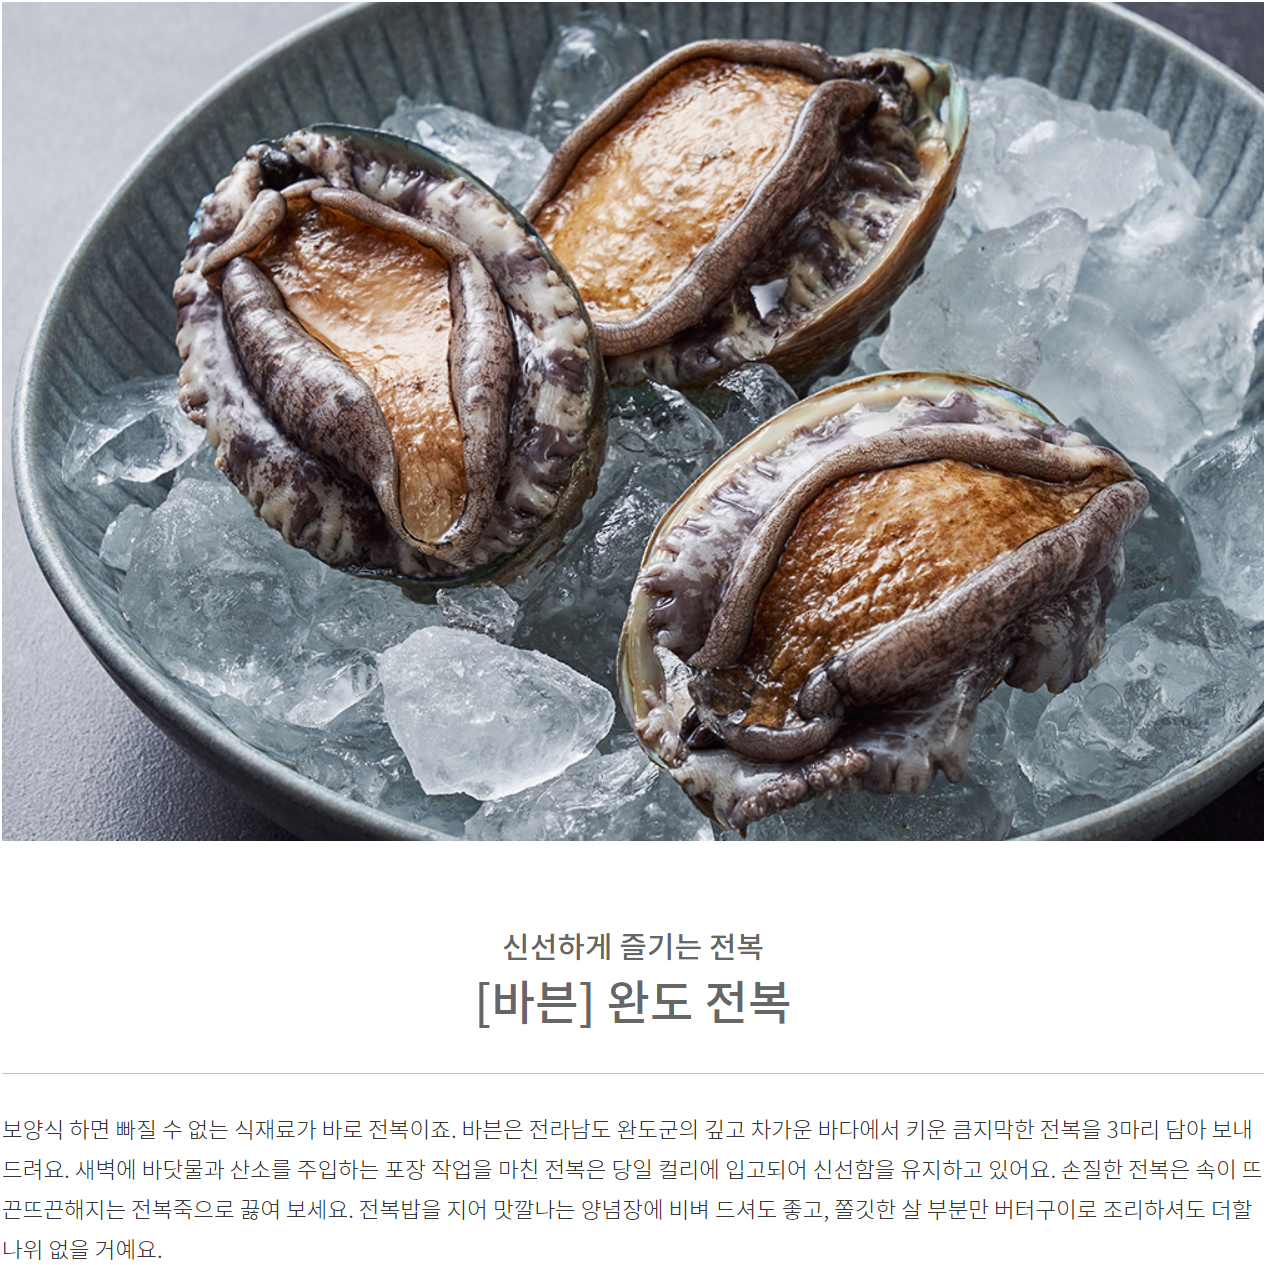 신선하게 즐기는 전복
[바븐] 완도 전복
보양식 하면 빠질 수 없는 식재료가 바로 전복이죠. 바븐은 전라남도 완도군의 깊고 차가운 바다에서 키운 큼지막한 전복을 3마리 담아 보내
드려요. 새벽에 바닷물과 산소를 주입하는 포장 작업을 마친 전복은 당일 컬리에 입고되어 신선함을 유지하고 있어요. 손질한 전복은 속이 뜨
끈뜨끈해지는 전복죽으로 끓여 보세요. 전복밥을 지어 맛깔나는 양념장에 비벼 드셔도 좋고, 쫄깃한 살 부분만 버터구이로 조리하셔도 더할
나위 없을 거예요.